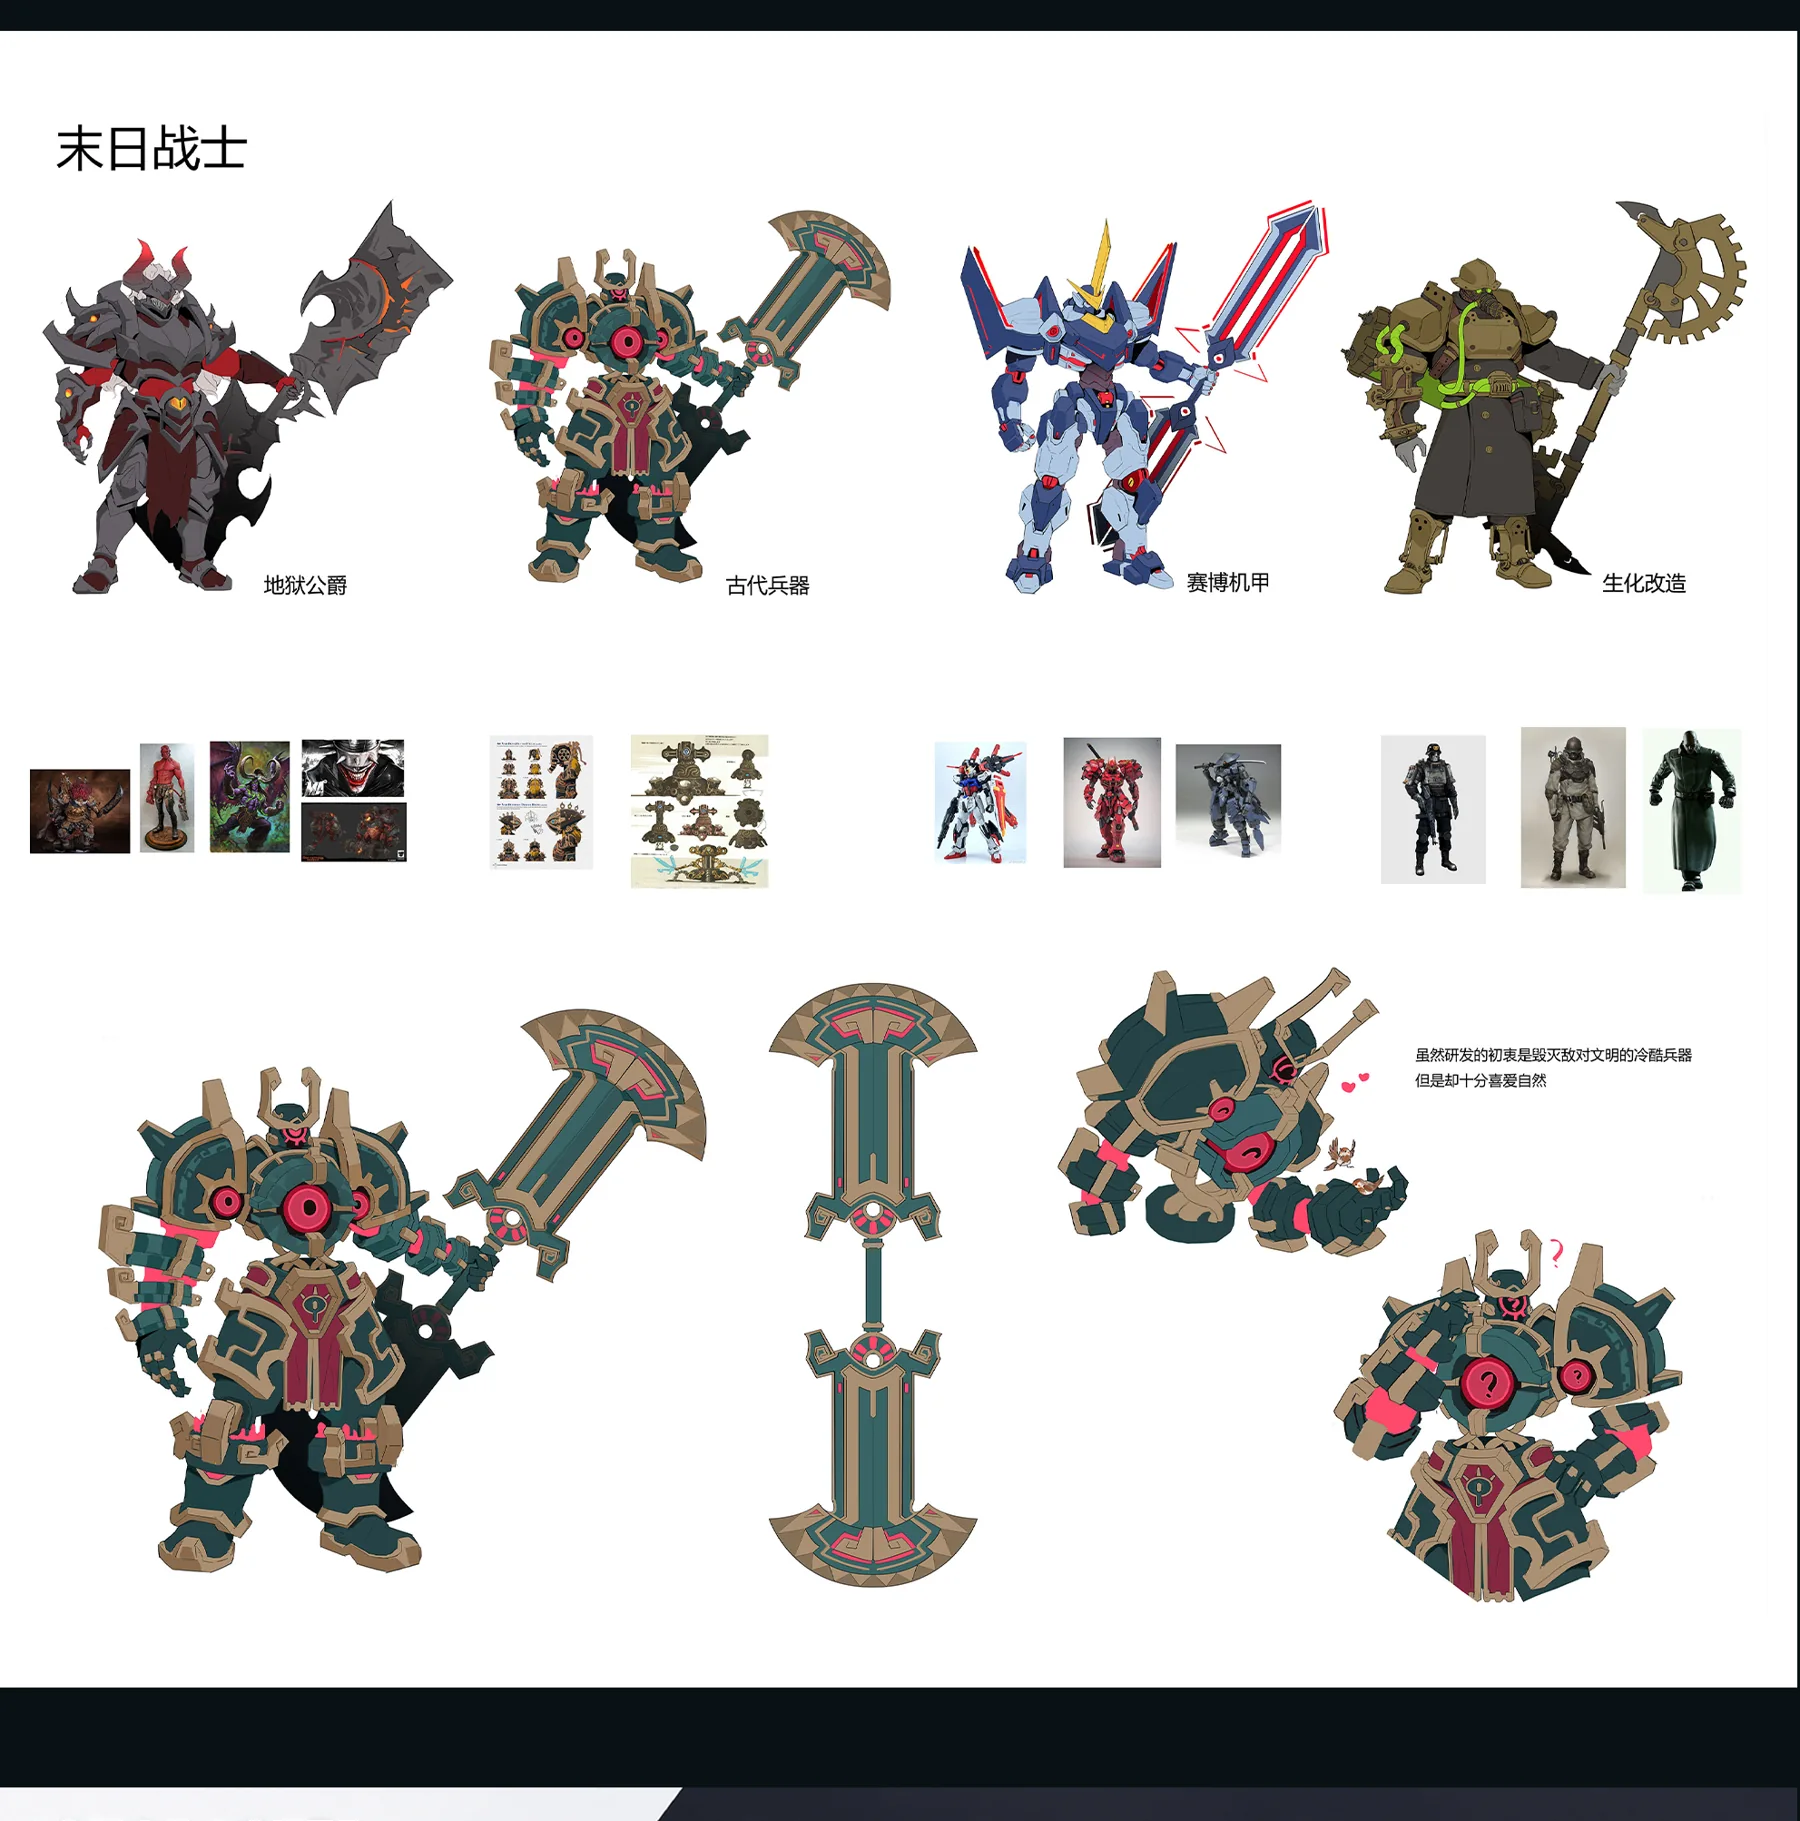 末日战士
地狱公爵
古代兵器
赛博机甲
生化改造
虽然研发的初衷是毁灭敌对文明的冷酷兵器
但是却十分喜爱自然
?
?
?
?